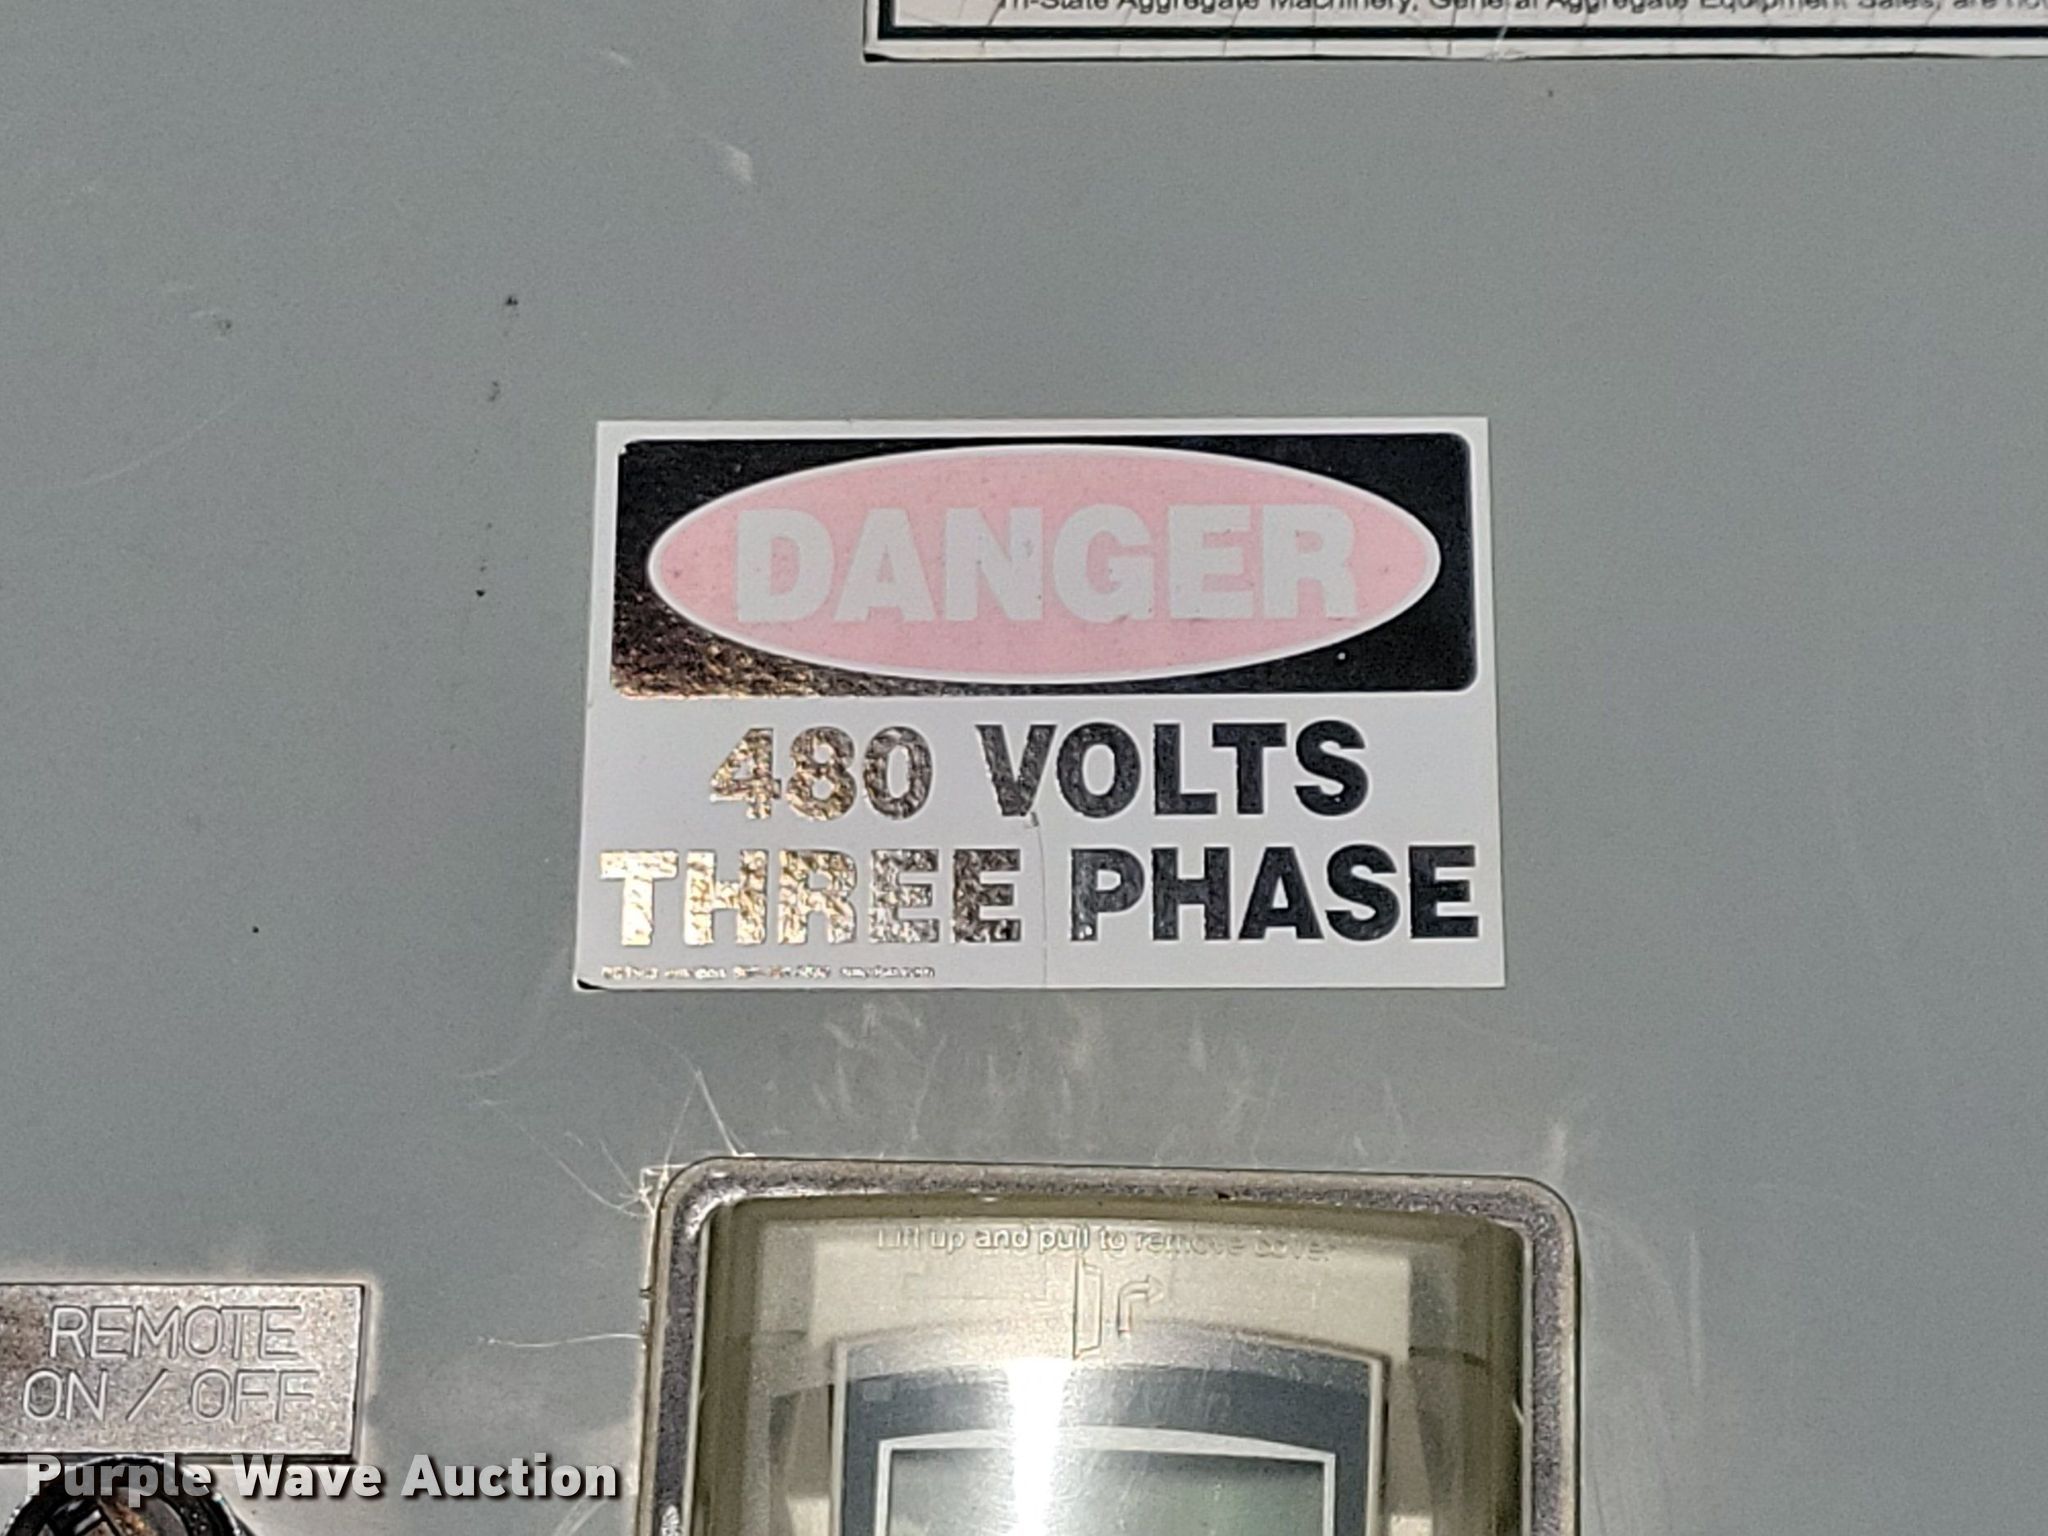 Tri-State Aggregate Machinery, General Aggregate Equipment Sales, are not
DANGER
480 VOLTS
THREE PHASE
Lift up and pull to remove cover
REMOTE
ON / OFF
Purple Wave Auction